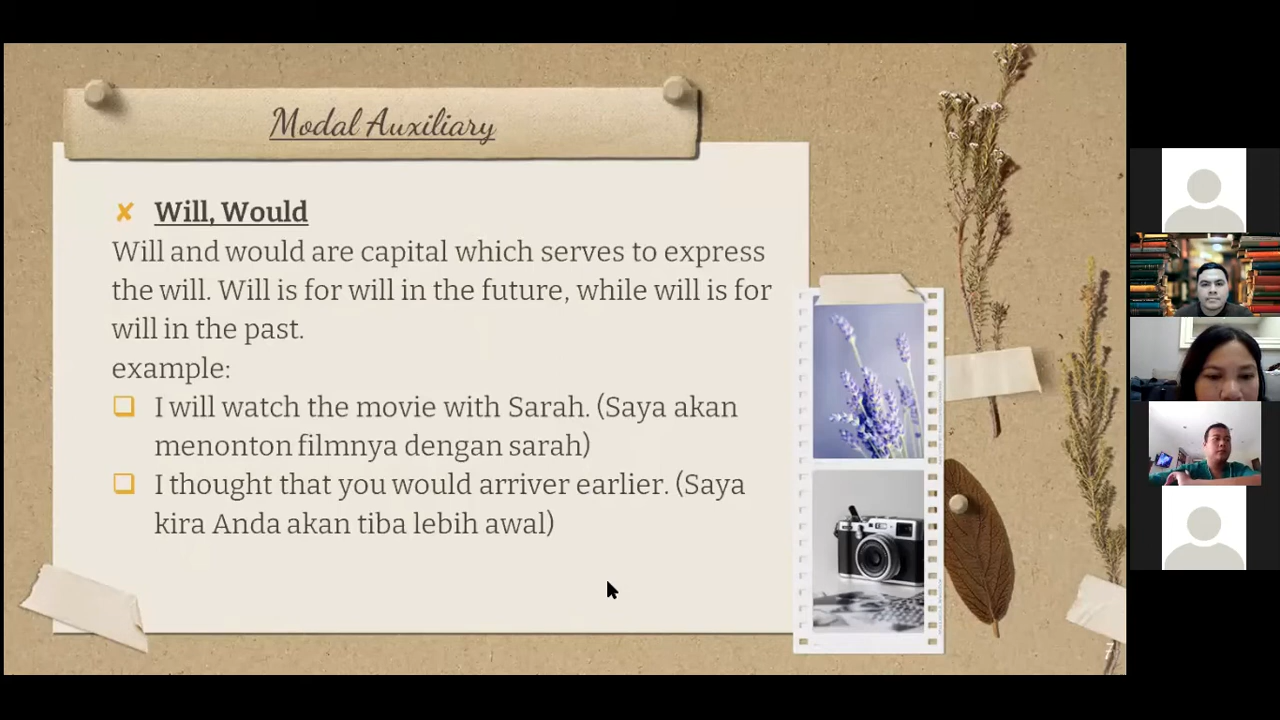 Modal Auxiliary
Will, Would
Will and would are capital which serves to express
the will. Will is for will in the future, while will is for
will in the past.
example:
I will watch the movie with Sarah. (Saya akan
menonton filmnya dengan sarah)
I thought that you would arriver earlier. (Saya
kira Anda akan tiba lebih awal)